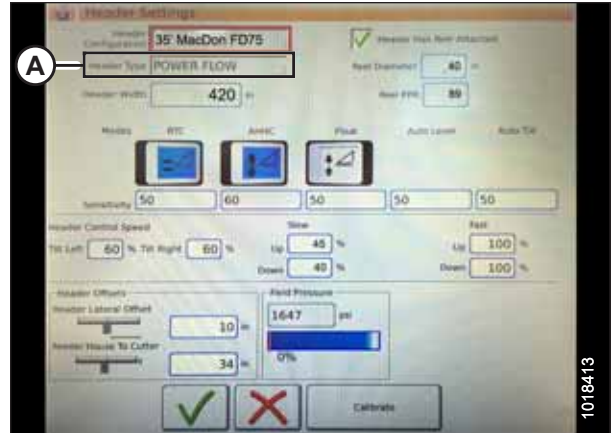 Header Settings
Header Configuration 35' MacDon FD75
Header Has Reel Attached
A
Header Type POWER FLOW
Reel Diameter 40 in
Header Width 420 in
Reel PPR 89
Modes RTC AHHC Float Auto Level Auto Tilt
Sensitivity 50 60 50 50 50
Header Control Speed
Slow
Fast
Tilt Left 60 % Tilt Right 60 %
Up 45 %
Up 100 %
Down 40 %
Down 100 %
Header Offsets
Field Pressure
Header Lateral Offset
1647 psi
10 in
Feeder House To Cutter
0%
34 in
Calibrate
1018413